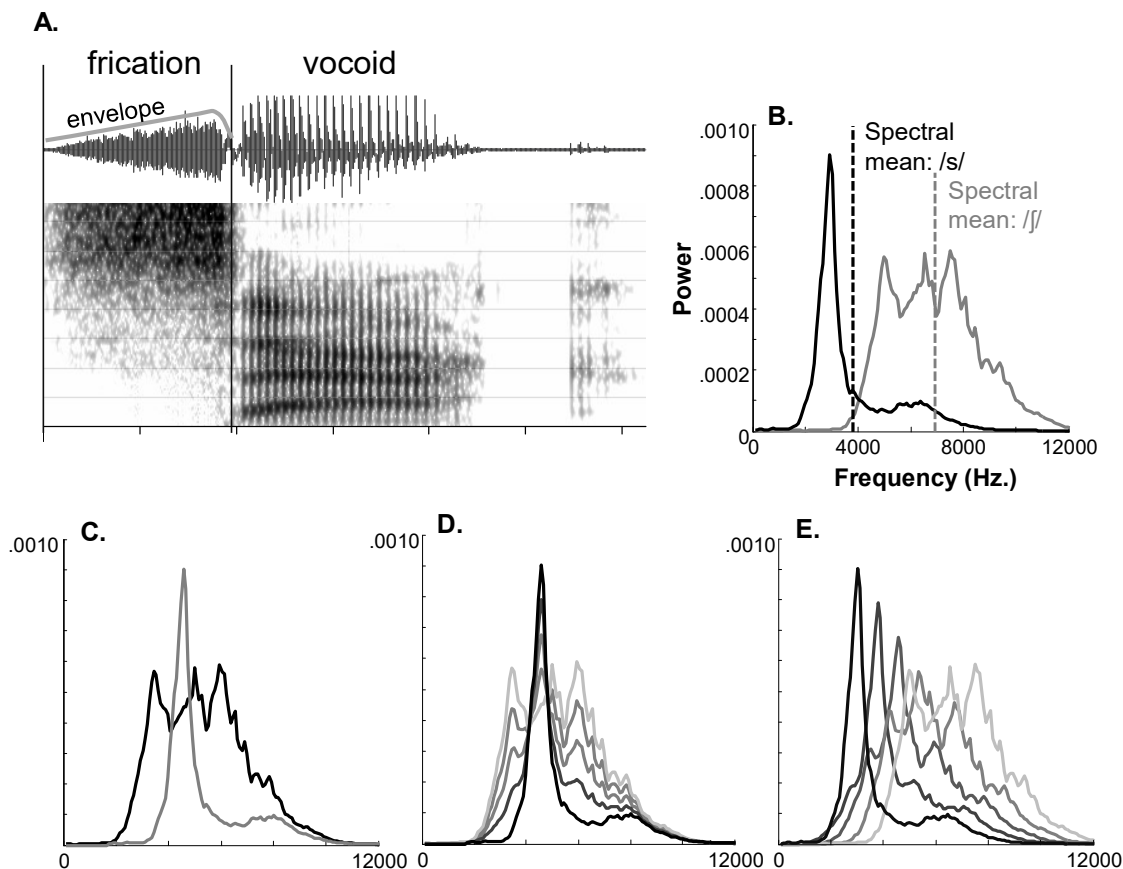 A.
frication
vocoid
envelope
B.
.0010
.0008
.0006
.0004
.0002
0
Power
Spectral
mean: /s/
Spectral
mean: /ʃ/
0
4000
8000
12000
Frequency (Hz.)
C.
.0010
0
12000
D.
.0010
0
12000
E.
.0010
0
12000